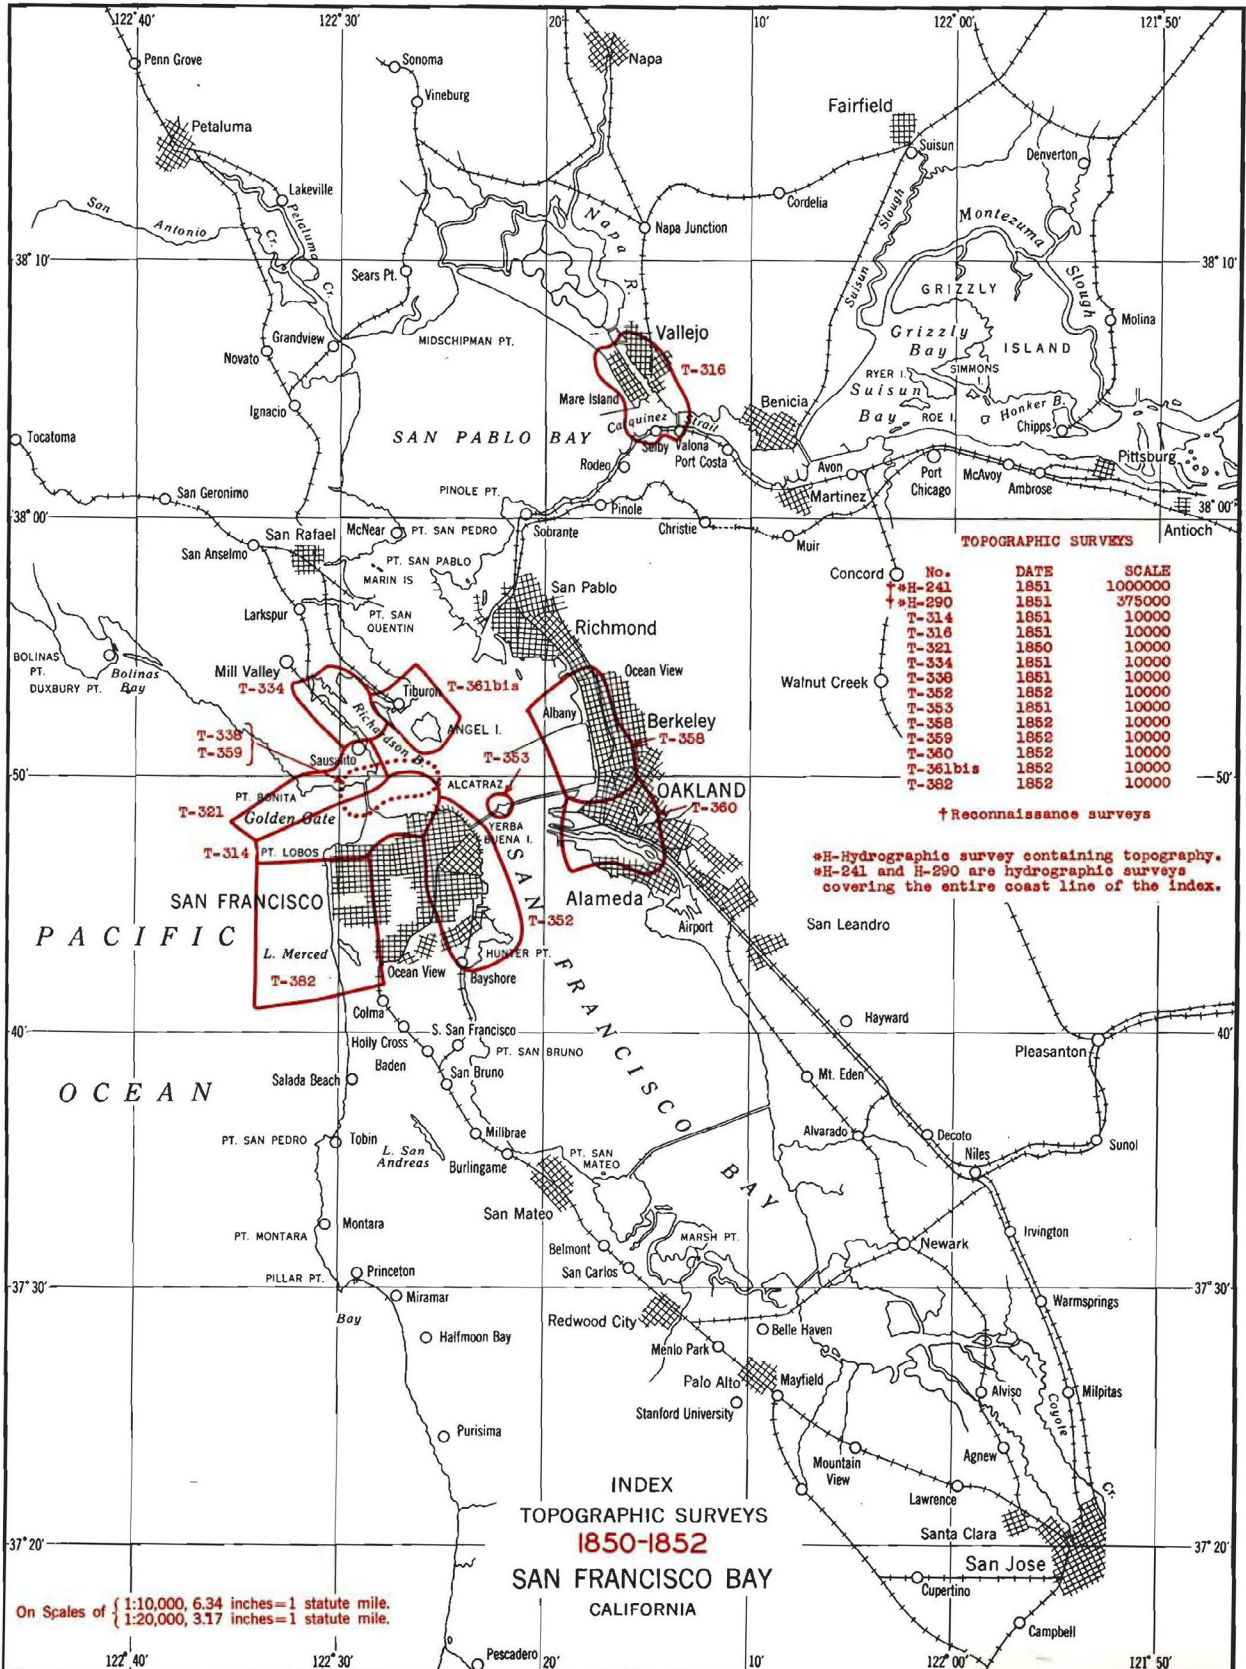 122° 40' 122° 30' 20' 10' 122° 00' 121° 50'
Penn Grove
Sonoma
Napa
Vineburg
Fairfield
Petaluma
Suisun
Denverton
Lakeville
Petaluma Cr.
San Antonio Cr.
Cordelia
Napa R.
Napa Junction
Suisun Slough
Montezuma Slough
38° 10' 38° 10'
Sears Pt.
GRIZZLY ISLAND
Grandview
MIDSCHIPMAN PT.
Vallejo
Grizzly Bay
Molina
Novato
T-316
RYER I.
SIMMONS I.
Mare Island
Benicia
Suisun Bay
ROE I.
Honker B.
Chipps
Ignacio
Carquinez Strait
Tocatoma
SAN PABLO BAY
Selby
Valona
Port Costa
Rodeo
Avon
Port Chicago
McAvoy
Ambrose
Pittsburg
San Geronimo
PINOLE PT.
Pinole
Martinez
38° 00' 38° 00'
Antioch
San Rafael
McNear
PT. SAN PEDRO
Sobrante
Christie
Muir
San Anselmo
PT. SAN PABLO
MARIN IS
San Pablo
Concord
Larkspur
PT. SAN QUENTIN
Richmond
TOPOGRAPHIC SURVEYS
No. DATE SCALE
†*H-241 1851 1000000
†*H-290 1851 375000
T-314 1851 10000
T-316 1851 10000
T-321 1850 10000
T-334 1851 10000
T-338 1851 10000
T-352 1852 10000
T-353 1851 10000
T-358 1852 10000
T-359 1852 10000
T-360 1852 10000
T-361bis 1852 10000
T-382 1852 10000
†Reconnaissance surveys
*H-Hydrographic survey containing topography.
*H-241 and H-290 are hydrographic surveys
covering the entire coast line of the index.
BOLINAS PT.
DUXBURY PT.
Bolinas Bay
Mill Valley
T-334
Tiburon
T-361bis
Ocean View
Walnut Creek
Richardson B.
ANGEL I.
Albany
Berkeley
T-358
T-338
T-359
Sausalito
T-353
50' 50'
ALCATRAZ
OAKLAND
PT. BONITA
Golden Gate
T-321
T-360
YERBA BUENA I.
T-314
PT. LOBOS
SAN FRANCISCO
Alameda
T-352
Airport
San Leandro
PACIFIC
OCEAN
SAN FRANCISCO BAY
L. Merced
T-382
Ocean View
HUNTER PT.
Bayshore
Colma
Hayward
40' 40'
Holly Cross
S. San Francisco
Baden
PT. SAN BRUNO
Pleasanton
Salada Beach
San Bruno
Mt. Eden
PT. SAN PEDRO
Tobin
Millbrae
Alvarado
Decoto
Niles
Sunol
L. San Andreas
Burlingame
PT. SAN MATEO
San Mateo
Montara
PT. MONTARA
MARSH PT.
Belmont
Newark
Irvington
PILLAR PT.
Princeton
San Carlos
37° 30' 37° 30'
Miramar
Bay
Warmsprings
Halfmoon Bay
Redwood City
Belle Haven
Menlo Park
Palo Alto
Mayfield
Stanford University
Alviso
Milpitas
Coyote Cr.
Purisima
Mountain View
Agnew
Lawrence
Santa Clara
INDEX
TOPOGRAPHIC SURVEYS
1850-1852
SAN FRANCISCO BAY
CALIFORNIA
37° 20' 37° 20'
San Jose
Cupertino
Campbell
On Scales of { 1:10,000, 6.34 inches=1 statute mile.
{ 1:20,000, 3.17 inches=1 statute mile.
Pescadero
122° 40' 122° 30' 20' 10' 122° 00' 121° 50'